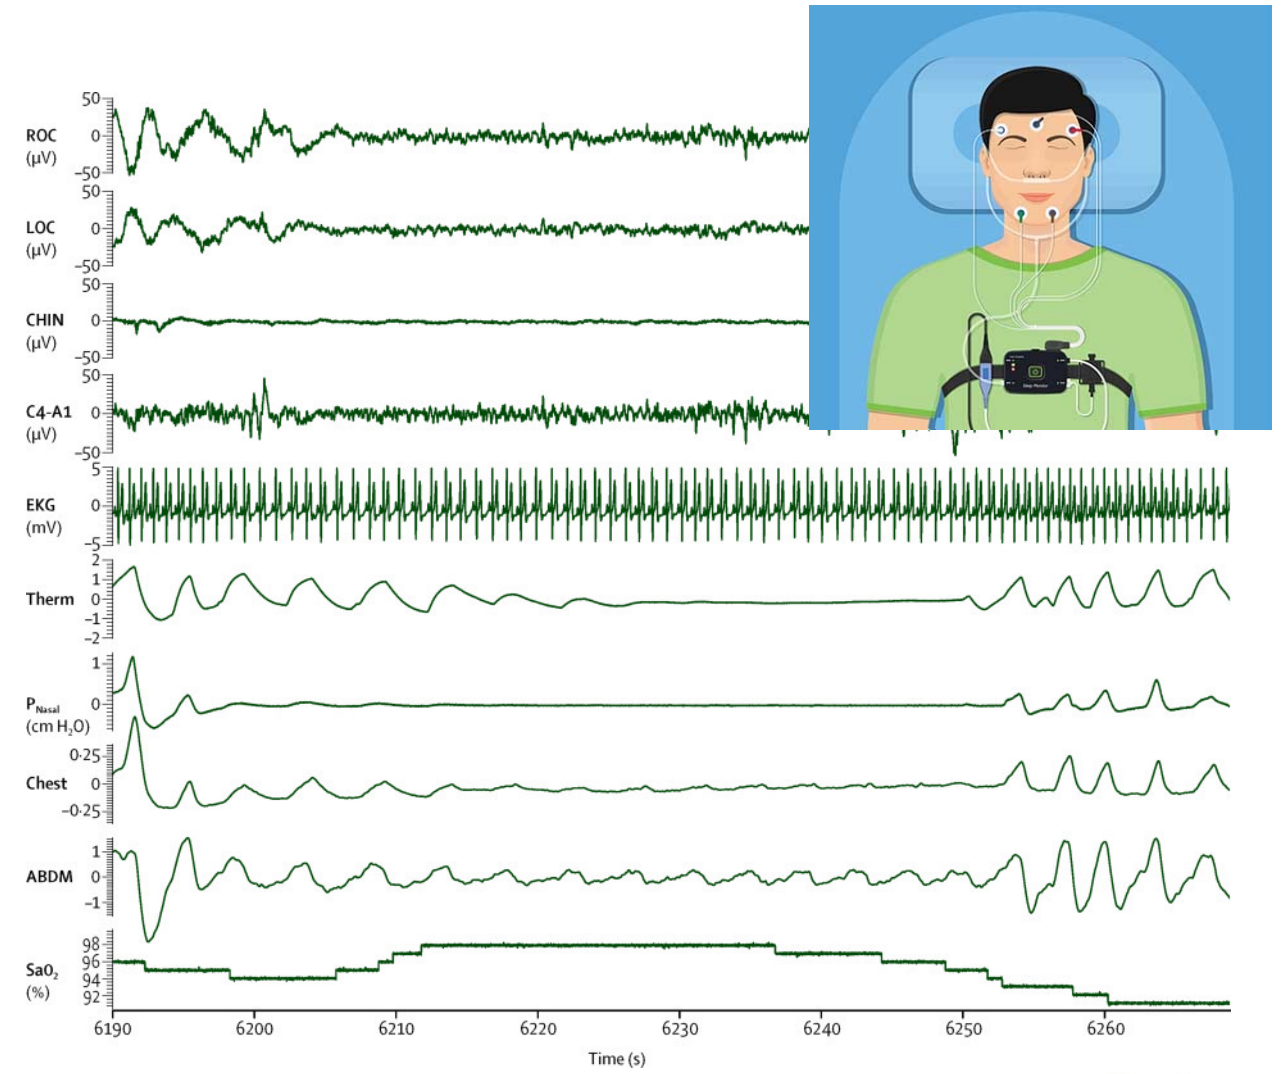 50
ROC
0
(µV)
−50
50
LOC
0
(µV)
−50
50
CHIN
0
(µV)
−50
50
C4-A1
0
(µV)
−50
5
EKG
0
(mV)
−5
2
1
Therm
0
−1
−2
1
P Nasal
0
(cm H₂O)
0·25
Chest
0
−0·25
1
ABDM
0
−1
98
96
SaO₂
94
(%)
92
6190 6200 6210 6220 6230 6240 6250 6260
Time (s)
Sleep Monitor